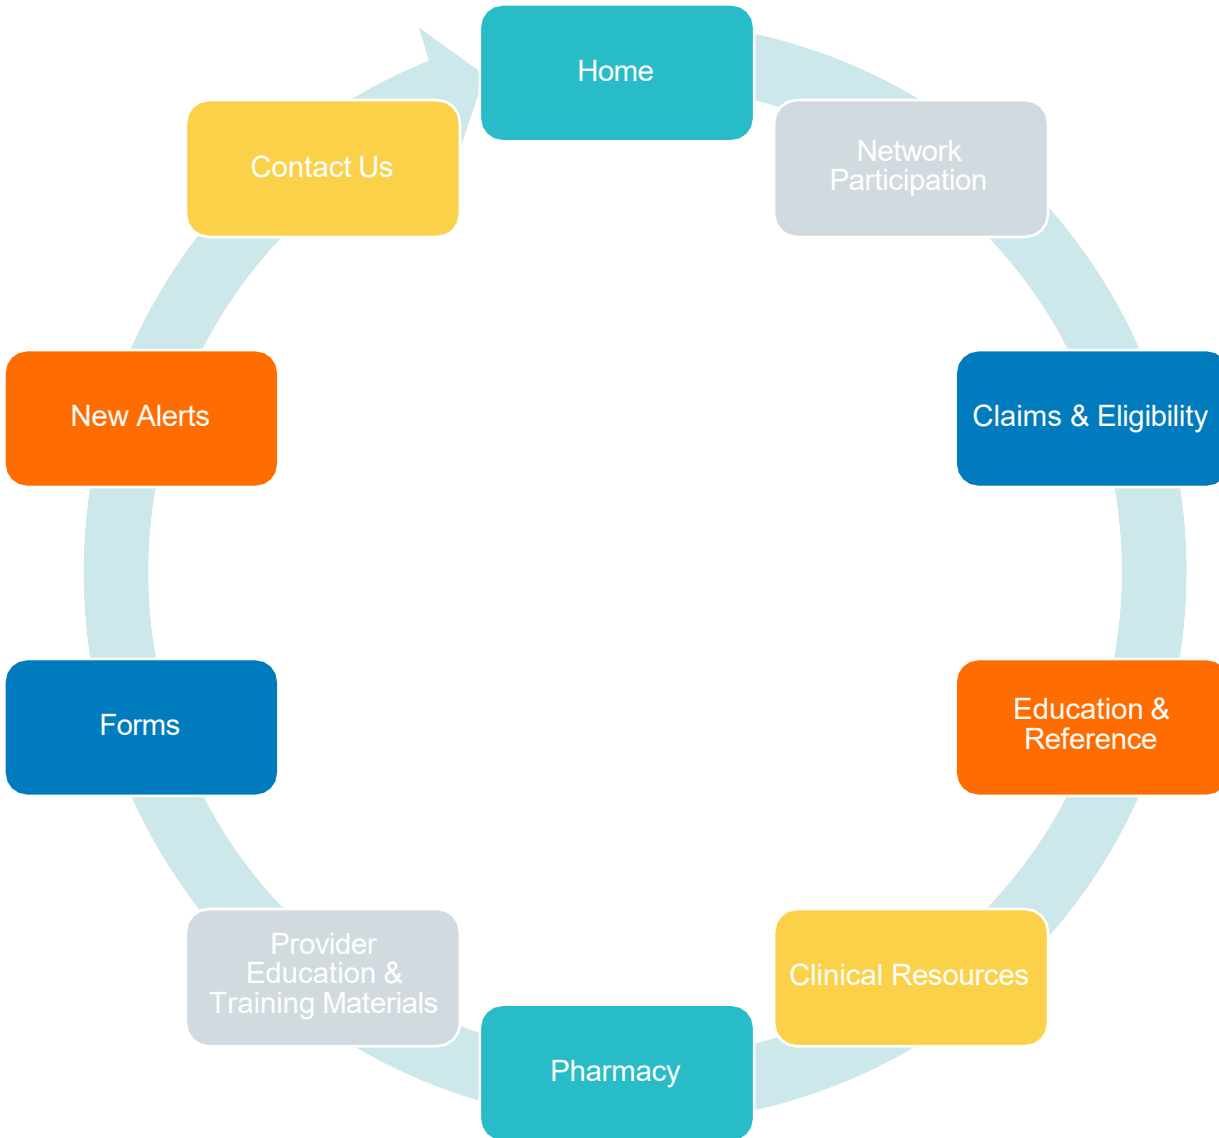 Home
Network
Participation
Claims & Eligibility
Education &
Reference
Clinical Resources
Pharmacy
Provider
Education &
Training Materials
Forms
New Alerts
Contact Us